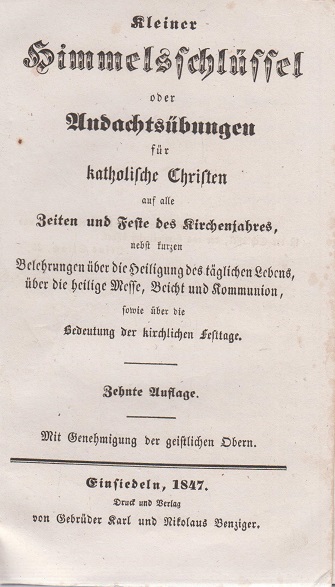 Kleiner
Himmelsschlüssel
oder
Andachtsübungen
für
katholische Christen
auf alle
Zeiten und Feste des Kirchenjahres,
nebst kurzen
Belehrungen über die Heiligung des täglichen Lebens,
über die heilige Messe, Beicht und Kommunion,
sowie über die
Bedeutung der kirchlichen Festtage.
Zehnte Auflage.
Mit Genehmigung der geistlichen Obern.
Einsiedeln, 1847.
Druck und Verlag
von Gebrüder Karl und Nikolaus Benziger.